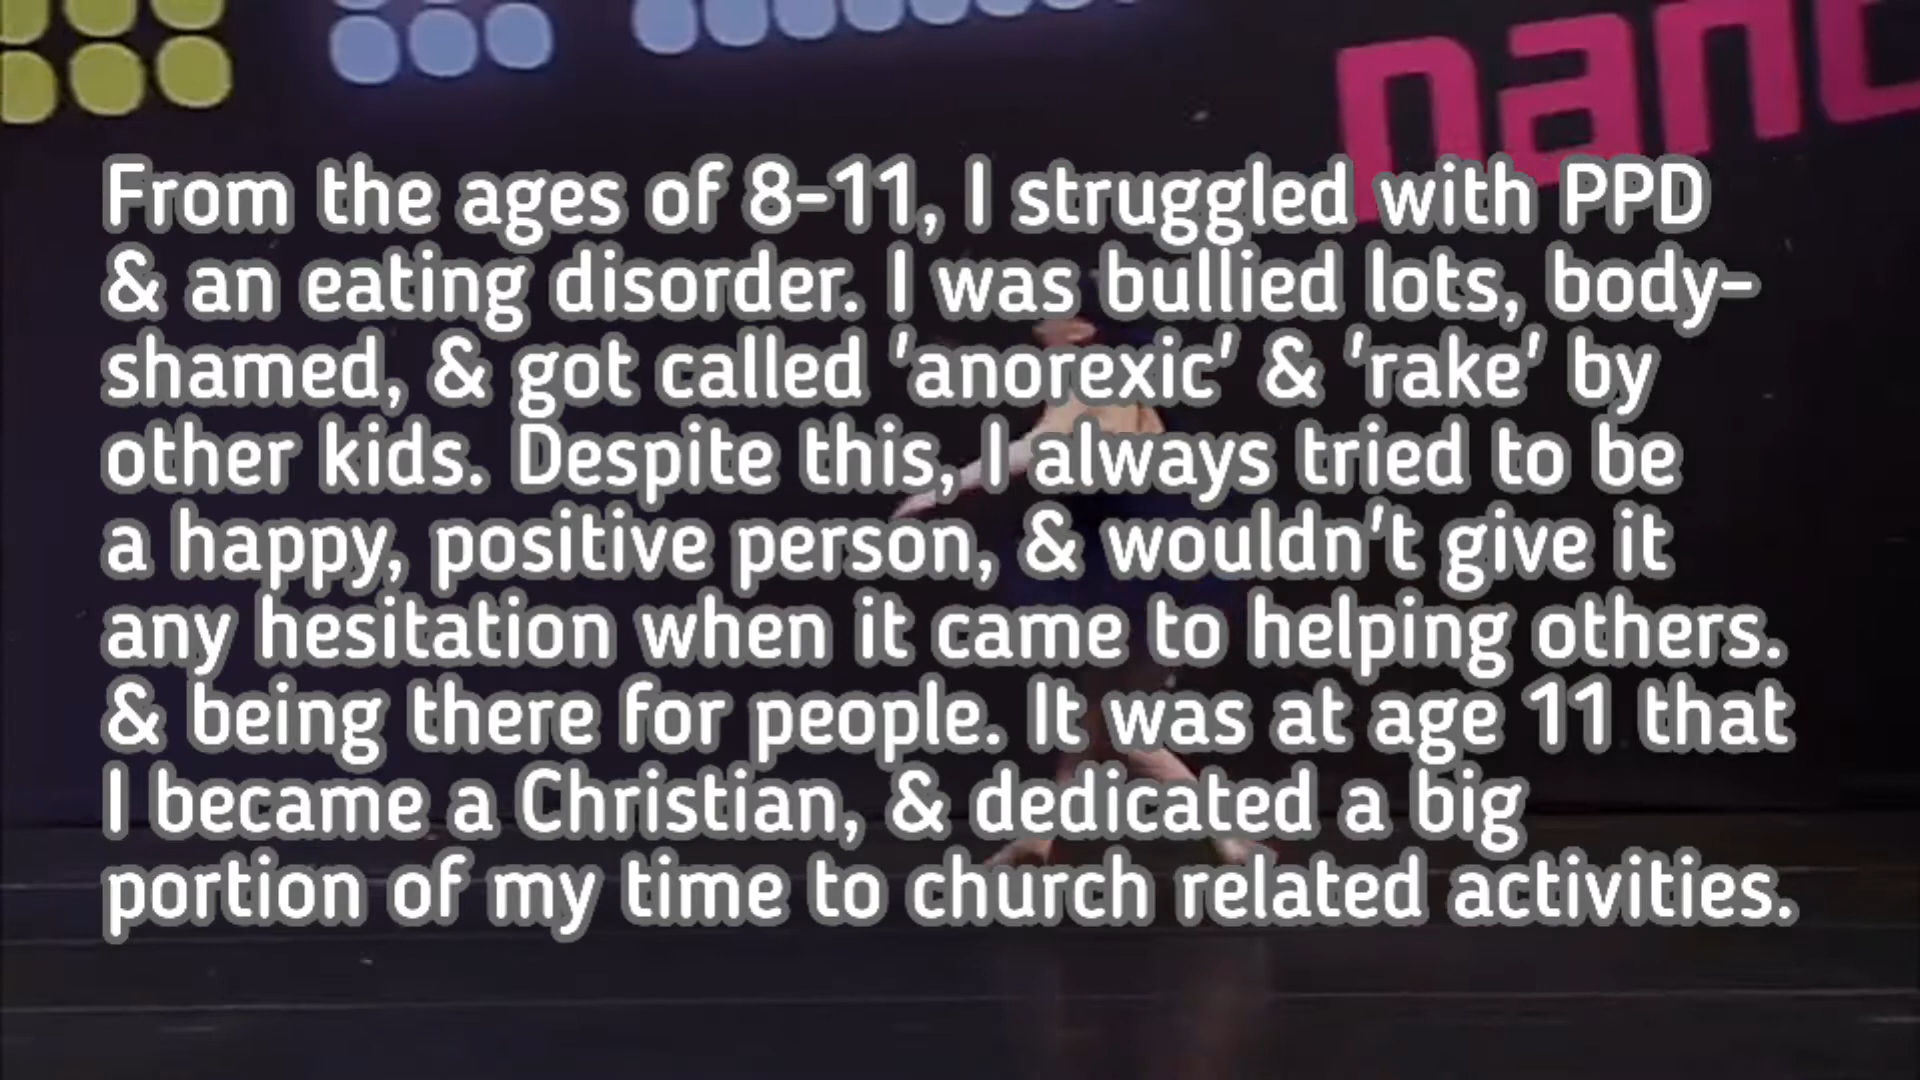 Danc
From the ages of 8-11, I struggled with PPD
& an eating disorder. I was bullied lots, body-
shamed, & got called 'anorexic' & 'rake' by
other kids. Despite this, I always tried to be
a happy, positive person, & wouldn't give it
any hesitation when it came to helping others.
& being there for people. It was at age 11 that
I became a Christian, & dedicated a big
portion of my time to church related activities.